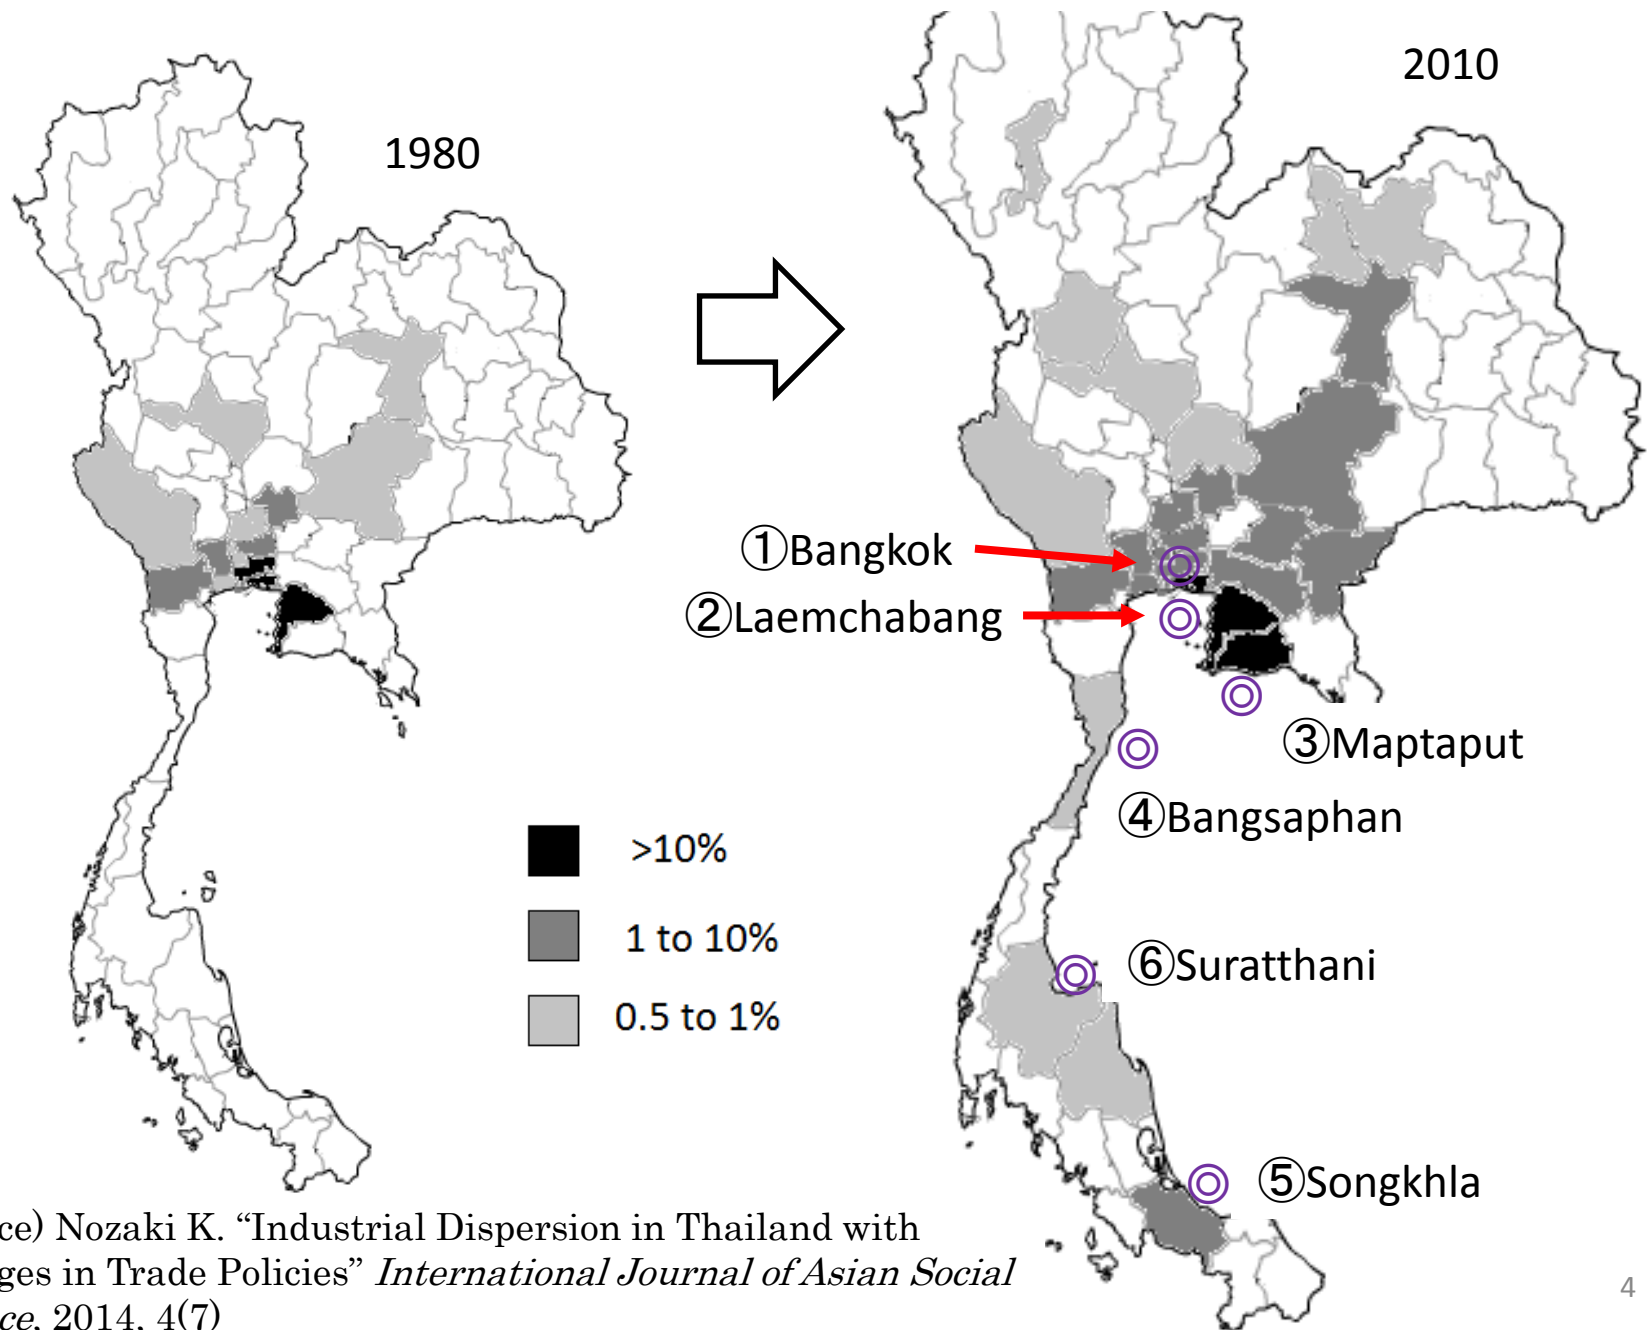 1980
2010
①Bangkok
②Laemchabang
③Maptaput
④Bangsaphan
⑥Suratthani
⑤Songkhla
>10%
1 to 10%
0.5 to 1%
ce) Nozaki K. “Industrial Dispersion in Thailand with
ges in Trade Policies” International Journal of Asian Social
ce, 2014, 4(7)
4